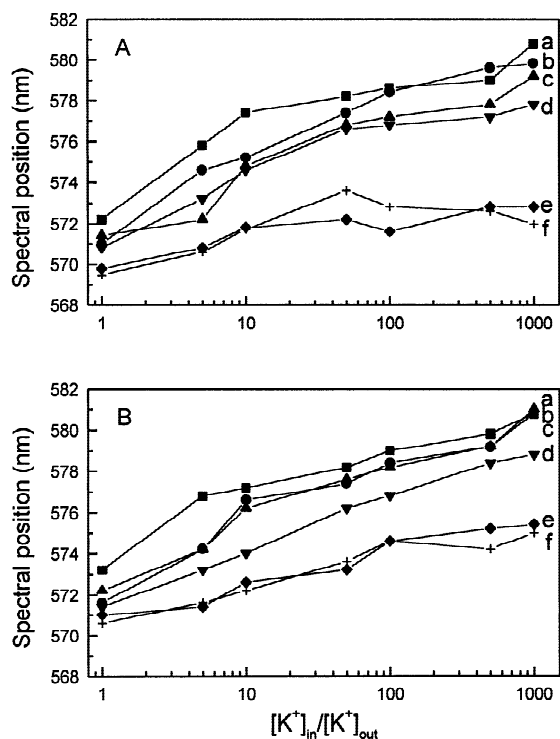 A
Spectral position (nm)
582
580
578
576
574
572
570
568
1
10
100
1000
a
b
c
d
e
f
B
Spectral position (nm)
582
580
578
576
574
572
570
568
1
10
100
1000
a
b
c
d
e
f
[K⁺]in/[K⁺]out